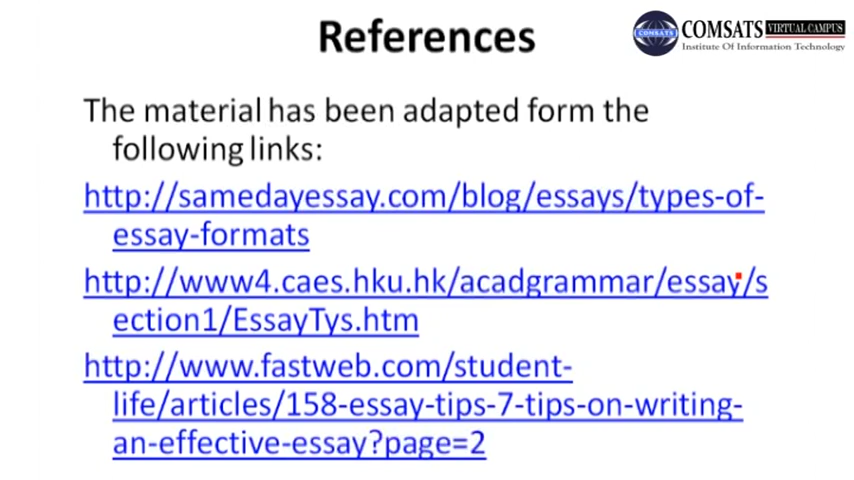 References
COMSATS VIRTUAL CAMPUS
Institute Of Information Technology
COMSATS
The material has been adapted form the
following links:
http://samedayessay.com/blog/essays/types-of-
essay-formats
http://www4.caes.hku.hk/acadgrammar/essay/s
ection1/EssayTys.htm
http://www.fastweb.com/student-
life/articles/158-essay-tips-7-tips-on-writing-
an-effective-essay?page=2